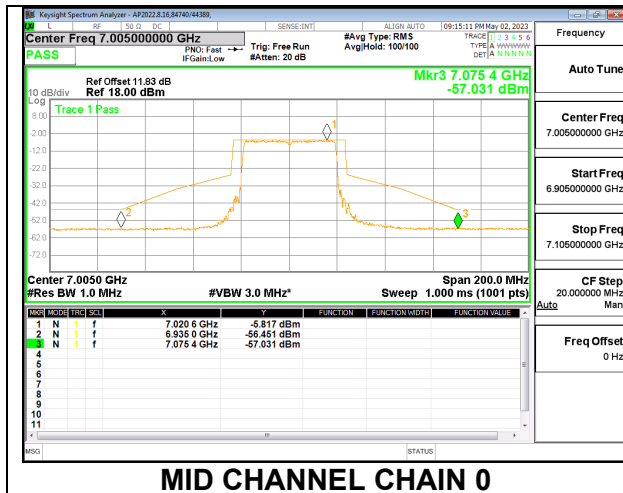 Keysight Spectrum Analyzer - AP2022.8.16,84740/44389,
L RF 50 Ω DC SENSE:INT ALIGN AUTO 09:15:11 PM May 02, 2023
Center Freq 7.005000000 GHz
PASS
PNO: Fast
IFGain:Low
Trig: Free Run
#Atten: 20 dB
#Avg Type: RMS
Avg|Hold: 100/100
TRACE 1 2 3 4 5 6
TYPE A WWWWW
DET A N N N N N
Mkr3 7.075 4 GHz
-57.031 dBm
Ref Offset 11.83 dB
10 dB/div Ref 18.00 dBm
Log
Trace 1 Pass
8.00
-2.00
-12.0
-22.0
-32.0
-42.0
-52.0
-62.0
-72.0
1
2
3
Center 7.0050 GHz Span 200.0 MHz
#Res BW 1.0 MHz #VBW 3.0 MHz* Sweep 1.000 ms (1001 pts)
MKR MODE TRC SCL X Y FUNCTION FUNCTION WIDTH FUNCTION VALUE
1 N 1 f 7.020 6 GHz -5.817 dBm
2 N 1 f 6.935 0 GHz -56.451 dBm
3 N 1 f 7.075 4 GHz -57.031 dBm
4
5
6
7
8
9
10
11
MSG STATUS
Frequency
Auto Tune
Center Freq
7.005000000 GHz
Start Freq
6.905000000 GHz
Stop Freq
7.105000000 GHz
CF Step
20.000000 MHz
Auto Man
Freq Offset
0 Hz
MID CHANNEL CHAIN 0